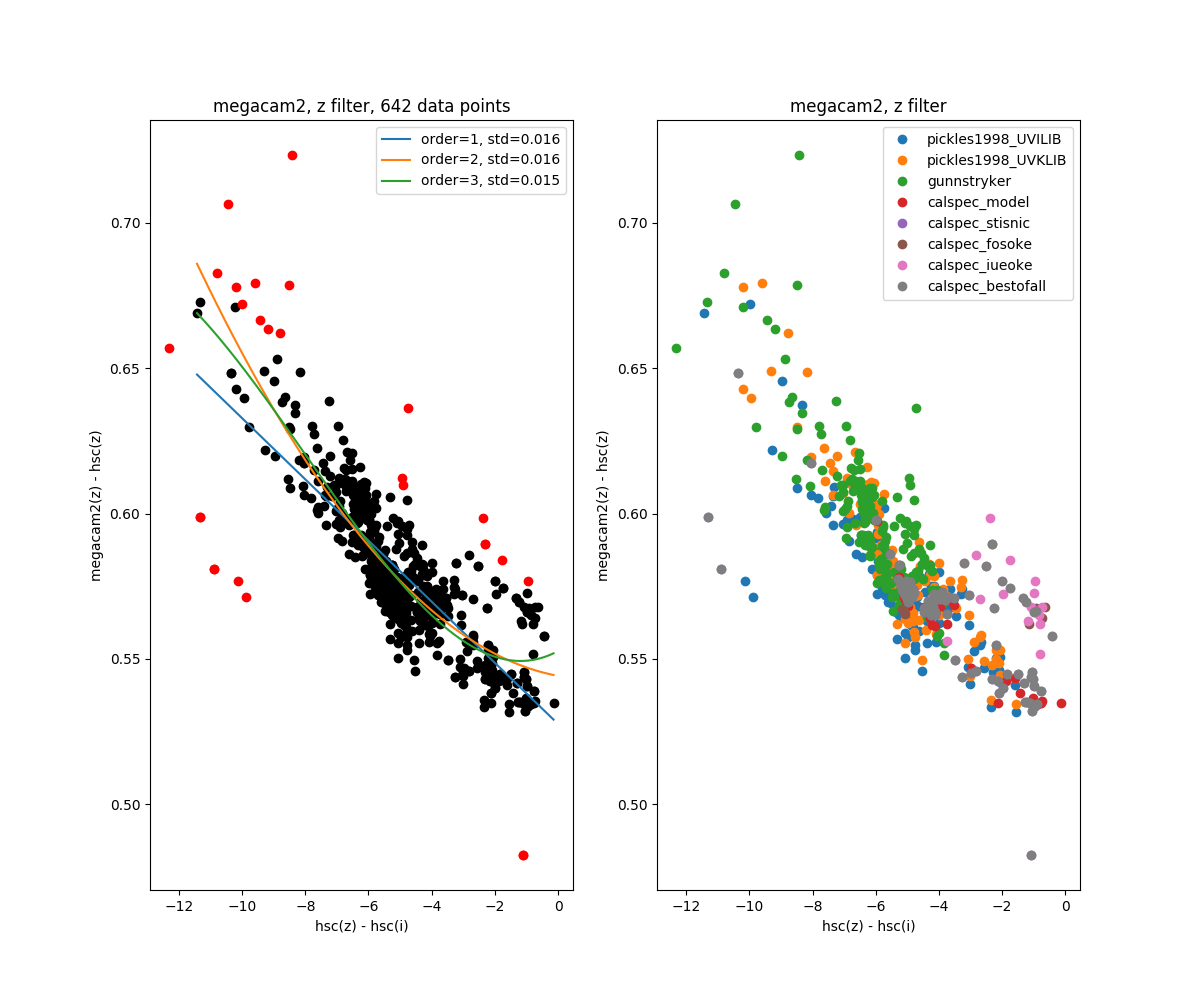 megacam2, z filter, 642 data points
order=1, std=0.016
order=2, std=0.016
order=3, std=0.015
0.70
0.65
0.60
0.55
0.50
megacam2(z) - hsc(z)
−12 −10 −8 −6 −4 −2 0
hsc(z) - hsc(i)
megacam2, z filter
pickles1998_UVILIB
pickles1998_UVKLIB
gunnstryker
calspec_model
calspec_stisnic
calspec_fosoke
calspec_iueoke
calspec_bestofall
0.70
0.65
0.60
0.55
0.50
megacam2(z) - hsc(z)
−12 −10 −8 −6 −4 −2 0
hsc(z) - hsc(i)